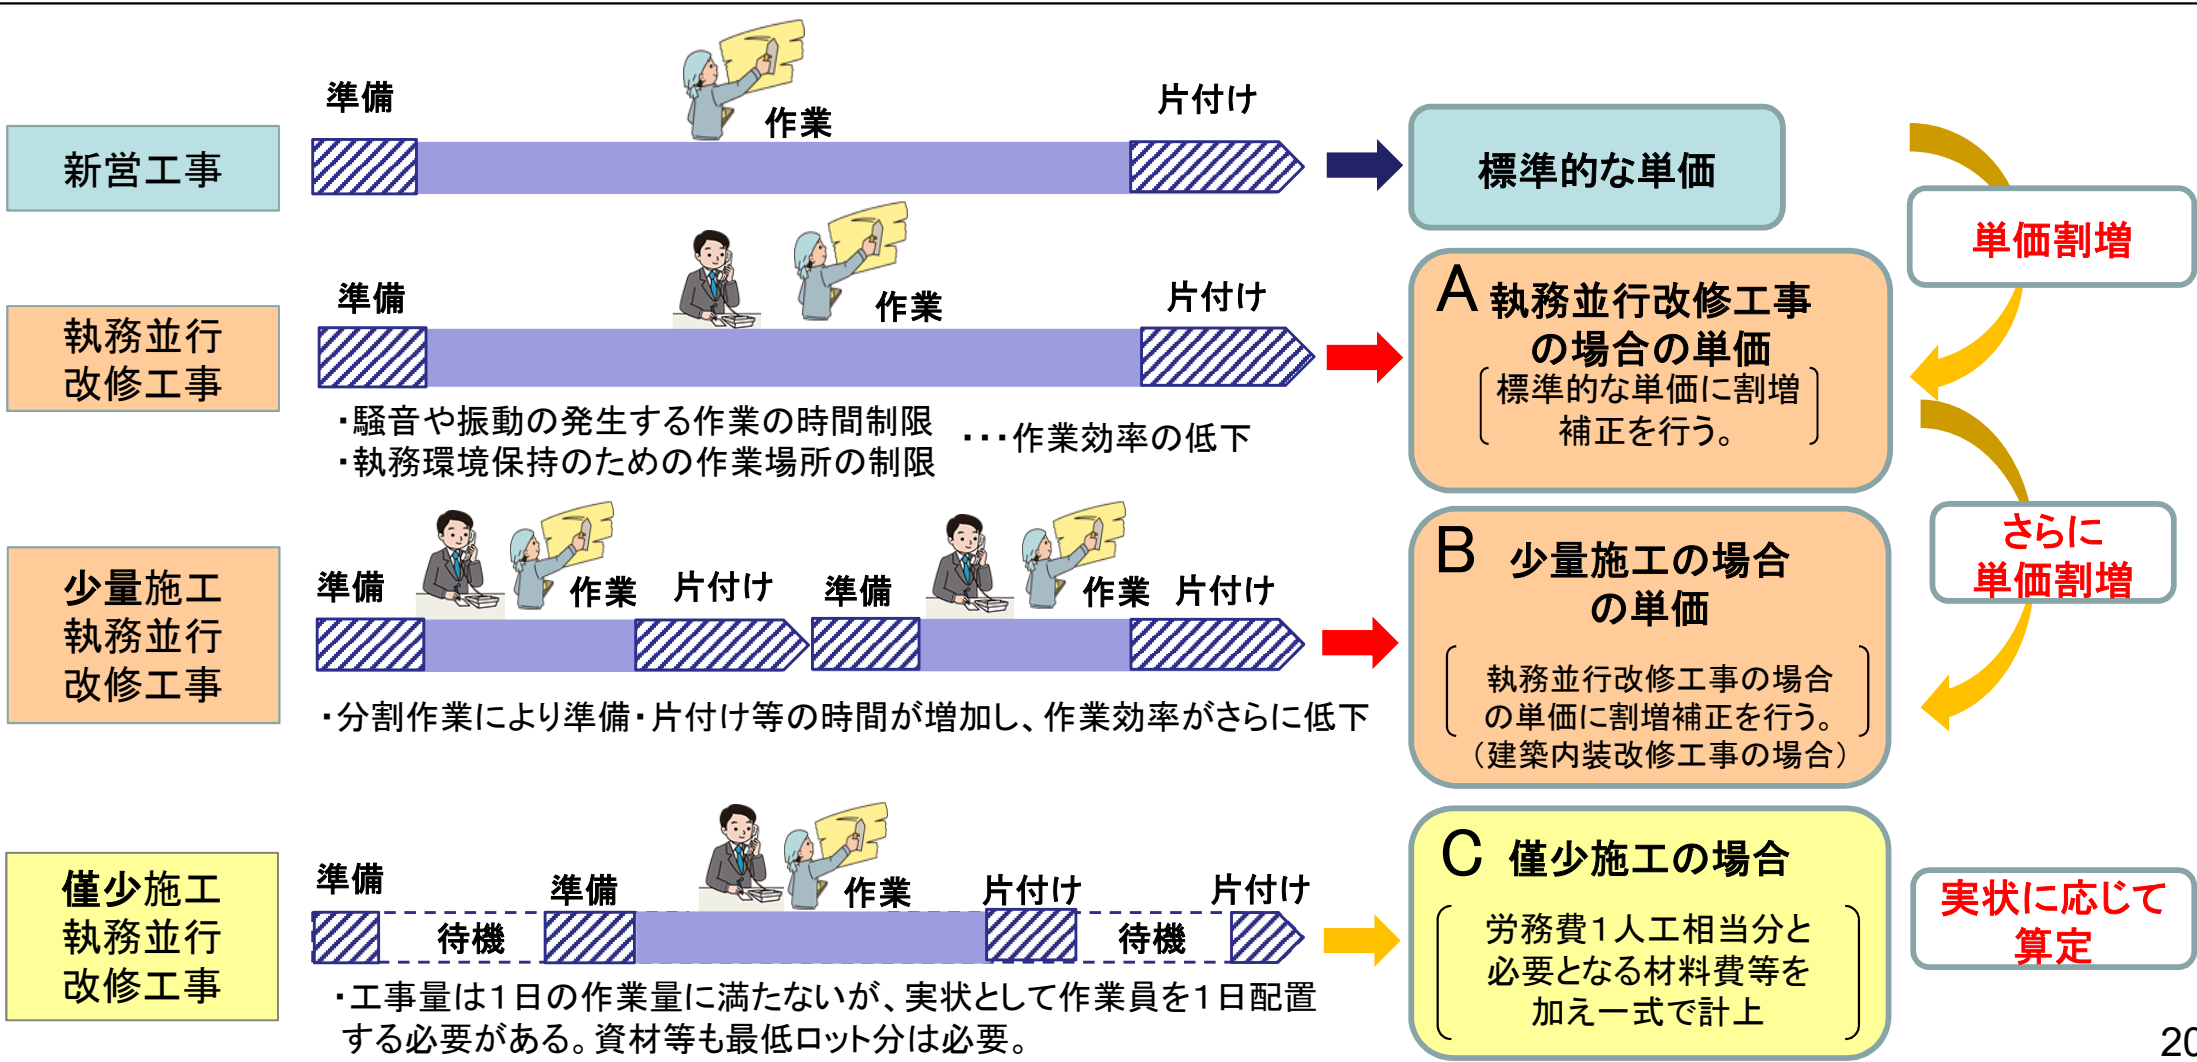 新営工事
準備
作業
片付け
標準的な単価
単価割増
執務並行
改修工事
準備
作業
片付け
・騒音や振動の発生する作業の時間制限
・執務環境保持のための作業場所の制限
・・・作業効率の低下
A 執務並行改修工事
の場合の単価
標準的な単価に割増
補正を行う。
さらに
単価割増
少量施工
執務並行
改修工事
準備
作業
片付け
準備
作業
片付け
・分割作業により準備・片付け等の時間が増加し、作業効率がさらに低下
B 少量施工の場合
の単価
執務並行改修工事の場合
の単価に割増補正を行う。
（建築内装改修工事の場合）
僅少施工
執務並行
改修工事
準備
待機
準備
作業
片付け
待機
片付け
・工事量は１日の作業量に満たないが、実状として作業員を１日配置
する必要がある。資材等も最低ロット分は必要。
C 僅少施工の場合
労務費１人工相当分と
必要となる材料費等を
加え一式で計上
実状に応じて
算定
20